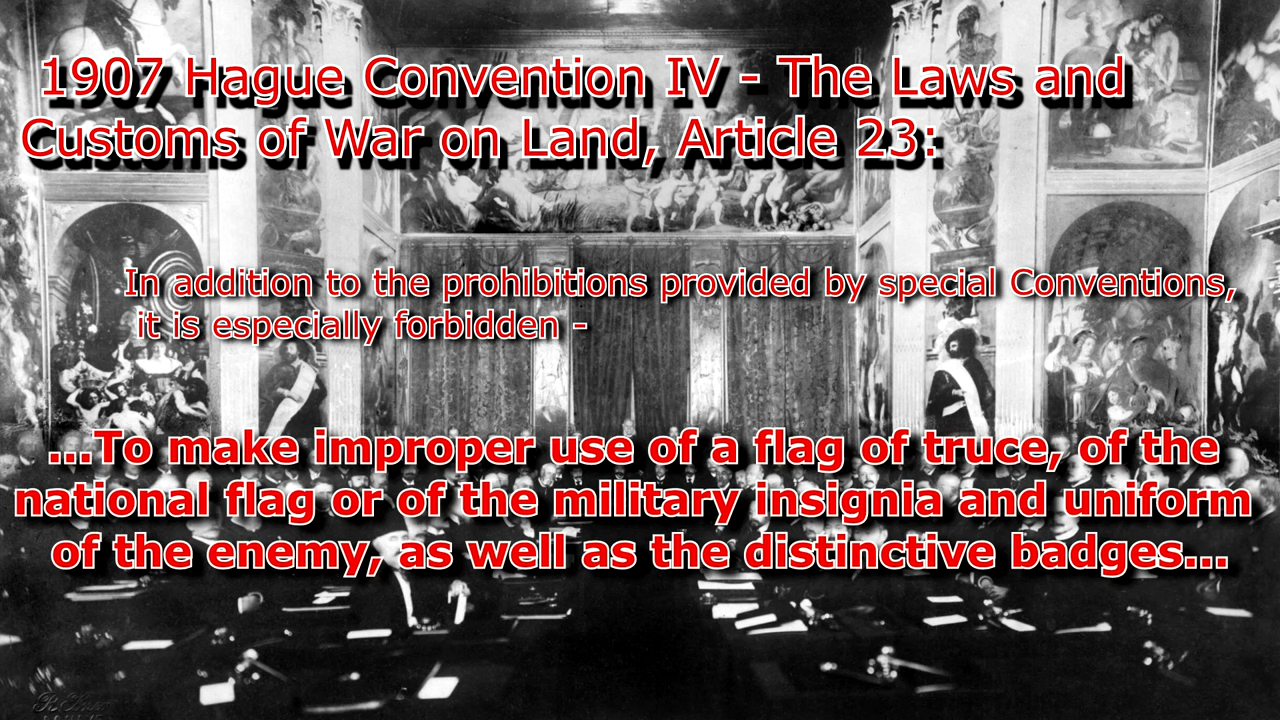 1907 Hague Convention IV - The Laws and
Customs of War on Land, Article 23:
In addition to the prohibitions provided by special Conventions,
it is especially forbidden -
...To make improper use of a flag of truce, of the
national flag or of the military insignia and uniform
of the enemy, as well as the distinctive badges...